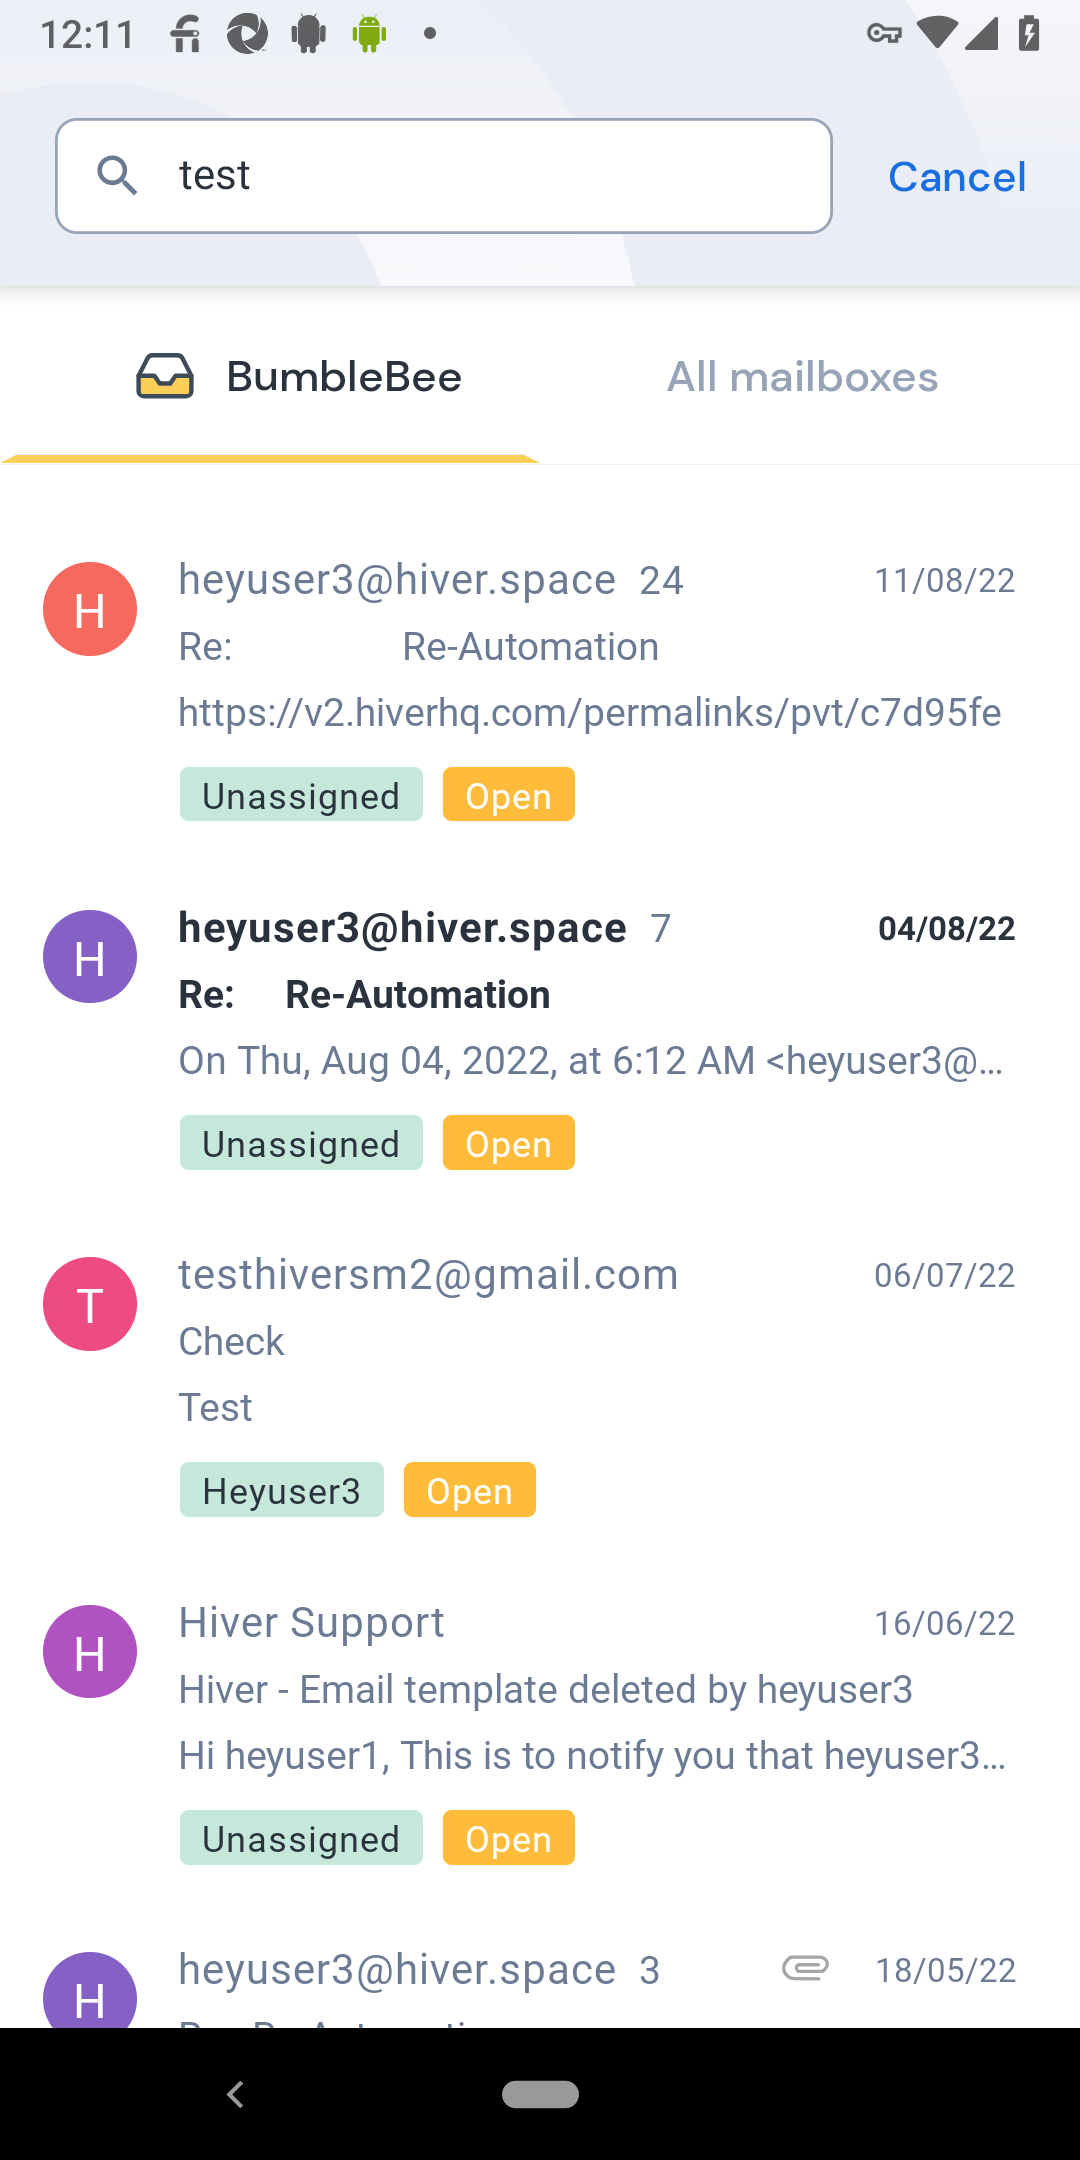 12:11
test
Cancel
BumbleBee
All mailboxes
H
heyuser3@hiver.space 24
11/08/22
Re: Re-Automation
https://v2.hiverhq.com/permalinks/pvt/c7d95fe
Unassigned
Open
H
heyuser3@hiver.space 7
04/08/22
Re: Re-Automation
On Thu, Aug 04, 2022, at 6:12 AM <heyuser3@...
Unassigned
Open
T
testhiversm2@gmail.com
06/07/22
Check
Test
Heyuser3
Open
H
Hiver Support
16/06/22
Hiver - Email template deleted by heyuser3
Hi heyuser1, This is to notify you that heyuser3...
Unassigned
Open
H
heyuser3@hiver.space 3
18/05/22